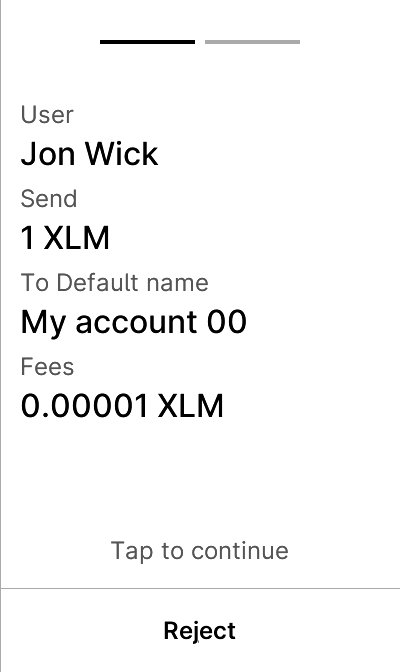 User
Jon Wick
Send
1 XLM
To Default name
My account 00
Fees
0.00001 XLM
Tap to continue
Reject